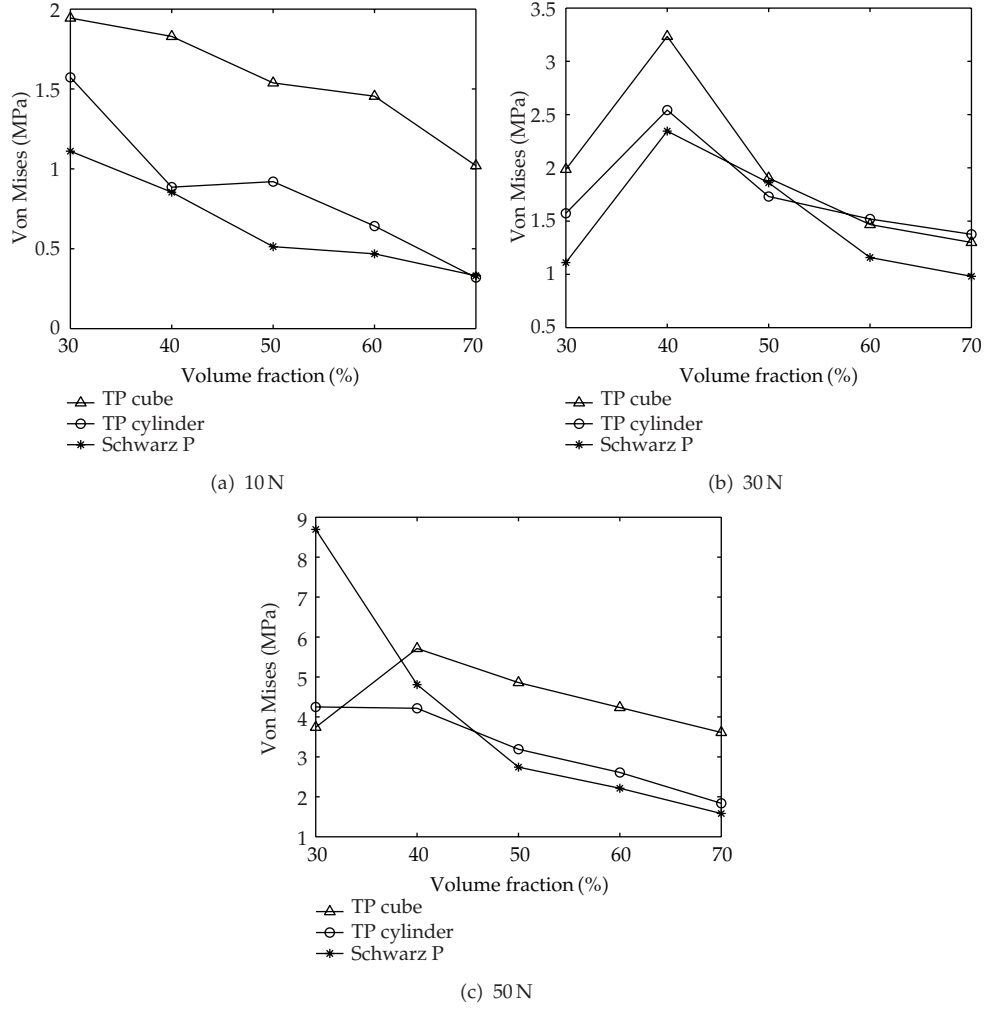 2
1.5
1
0.5
0
Von Mises (MPa)
30 40 50 60 70
Volume fraction (%)
TP cube
TP cylinder
Schwarz P
(a) 10 N
3.5
3
2.5
2
1.5
1
0.5
Von Mises (MPa)
30 40 50 60 70
Volume fraction (%)
TP cube
TP cylinder
Schwarz P
(b) 30 N
9
8
7
6
5
4
3
2
1
Von Mises (MPa)
30 40 50 60 70
Volume fraction (%)
TP cube
TP cylinder
Schwarz P
(c) 50 N